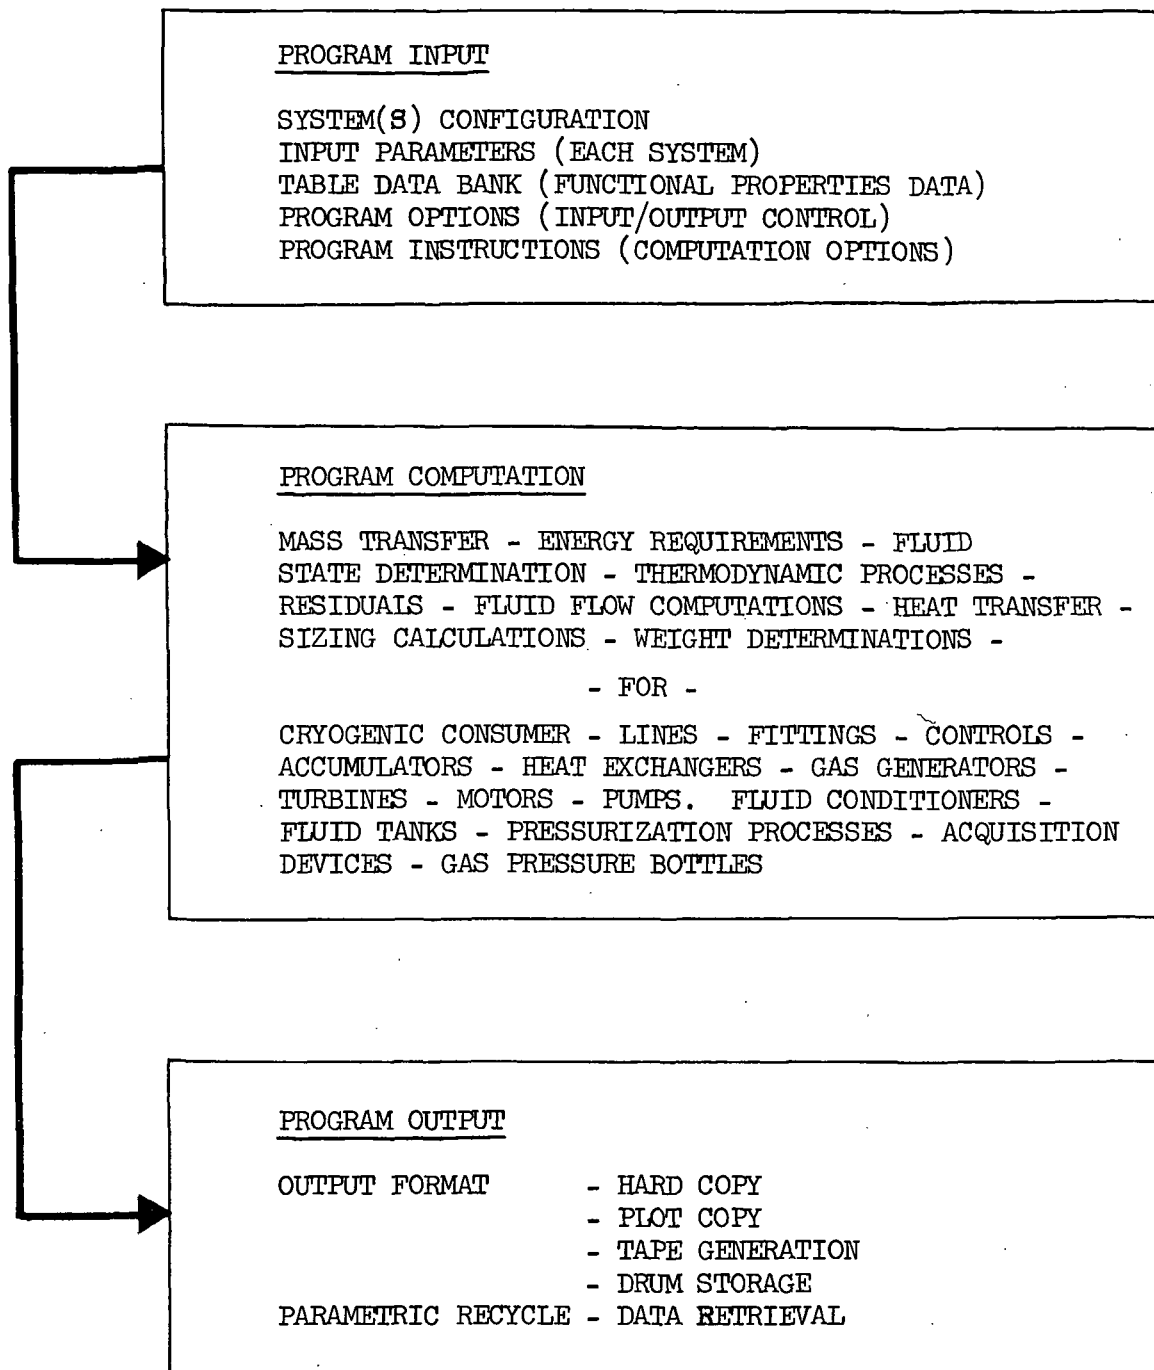 PROGRAM INPUT
SYSTEM(S) CONFIGURATION
INPUT PARAMETERS (EACH SYSTEM)
TABLE DATA BANK (FUNCTIONAL PROPERTIES DATA)
PROGRAM OPTIONS (INPUT/OUTPUT CONTROL)
PROGRAM INSTRUCTIONS (COMPUTATION OPTIONS)
PROGRAM COMPUTATION
MASS TRANSFER - ENERGY REQUIREMENTS - FLUID
STATE DETERMINATION - THERMODYNAMIC PROCESSES -
RESIDUALS - FLUID FLOW COMPUTATIONS - HEAT TRANSFER -
SIZING CALCULATIONS - WEIGHT DETERMINATIONS -
- FOR -
CRYOGENIC CONSUMER - LINES - FITTINGS - CONTROLS -
ACCUMULATORS - HEAT EXCHANGERS - GAS GENERATORS -
TURBINES - MOTORS - PUMPS. FLUID CONDITIONERS -
FLUID TANKS - PRESSURIZATION PROCESSES - ACQUISITION
DEVICES - GAS PRESSURE BOTTLES
PROGRAM OUTPUT
OUTPUT FORMAT - HARD COPY
- PLOT COPY
- TAPE GENERATION
- DRUM STORAGE
PARAMETRIC RECYCLE - DATA RETRIEVAL